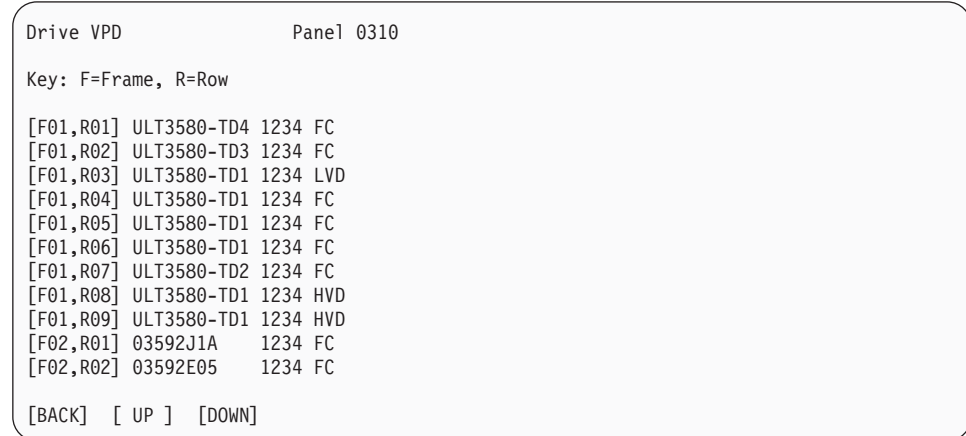 Drive VPD Panel 0310
Key: F=Frame, R=Row
[F01,R01] ULT3580-TD4 1234 FC
[F01,R02] ULT3580-TD3 1234 FC
[F01,R03] ULT3580-TD1 1234 LVD
[F01,R04] ULT3580-TD1 1234 FC
[F01,R05] ULT3580-TD1 1234 FC
[F01,R06] ULT3580-TD1 1234 FC
[F01,R07] ULT3580-TD2 1234 FC
[F01,R08] ULT3580-TD1 1234 HVD
[F01,R09] ULT3580-TD1 1234 HVD
[F02,R01] 03592J1A 1234 FC
[F02,R02] 03592E05 1234 FC
[BACK] [ UP ] [DOWN]